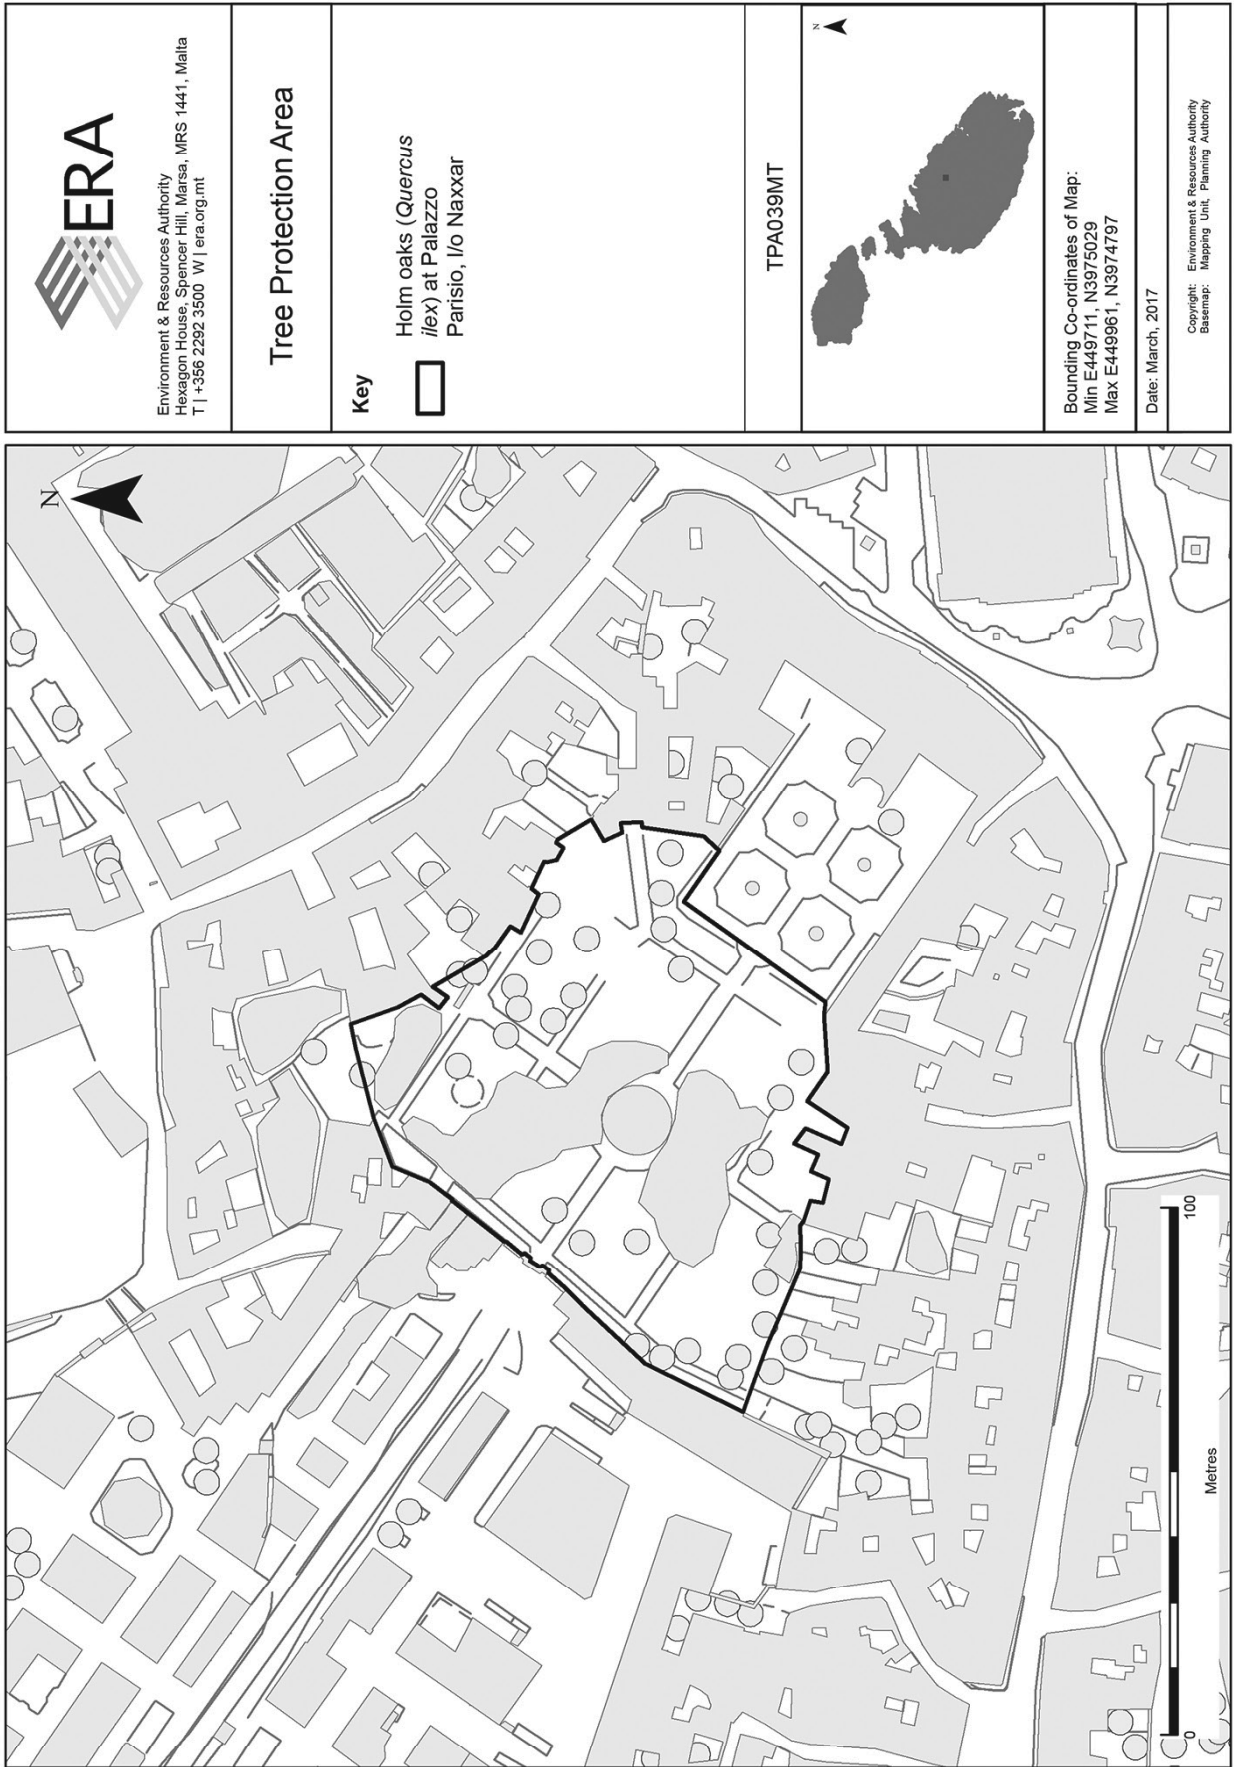 ERA
Environment & Resources Authority
Hexagon House, Spencer Hill, Marsa, MRS 1441, Malta
T | +356 2292 3500 W | era.org.mt
Tree Protection Area
Key
Holm oaks (Quercus
ilex) at Palazzo
Parisio, l/o Naxxar
TPA039MT
N
Bounding Co-ordinates of Map:
Min E449711, N3975029
Max E449961, N3974797
Date: March, 2017
Copyright: Environment & Resources Authority
Basemap: Mapping Unit, Planning Authority
N
0
100
Metres